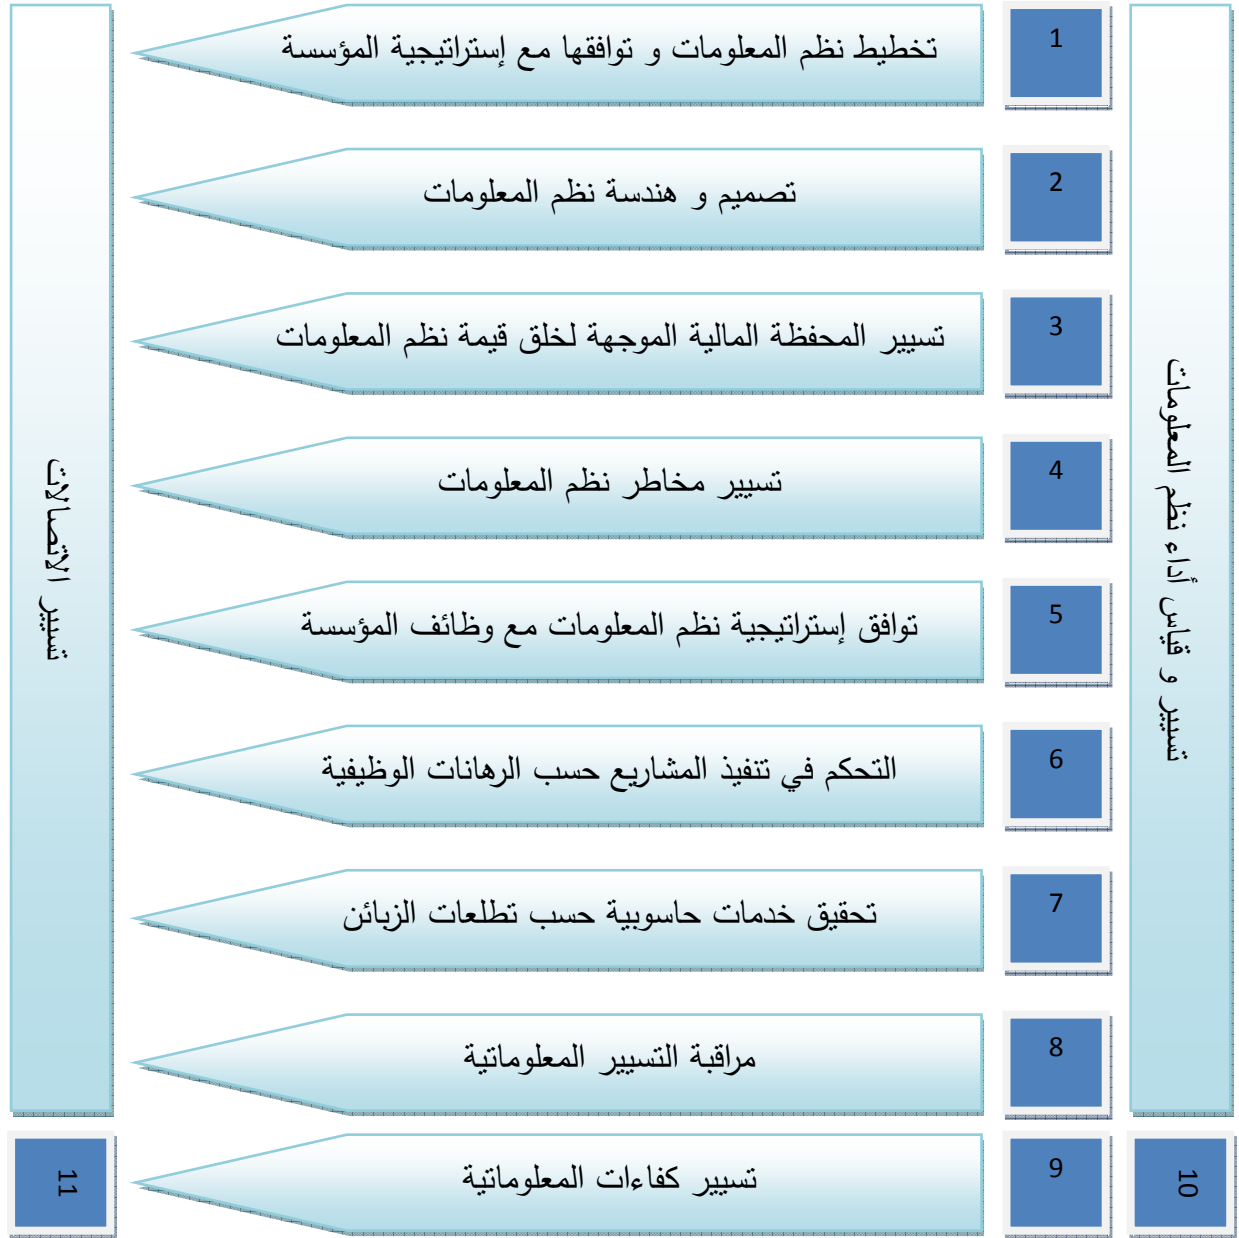 1
تخطيط نظم المعلومات و توافقها مع إستراتيجية المؤسسة
2
تصميم و هندسة نظم المعلومات
3
تسيير المحفظة المالية الموجهة لخلق قيمة نظم المعلومات
4
تسيير مخاطر نظم المعلومات
5
توافق إستراتيجية نظم المعلومات مع وظائف المؤسسة
6
التحكم في تنفيذ المشاريع حسب الرهانات الوظيفية
7
تحقيق خدمات حاسوبية حسب تطلعات الزبائن
8
مراقبة التسيير المعلوماتية
9
تسيير كفاءات المعلوماتية
10
تسيير و قياس أداء نظم المعلومات
11
تسيير الإتصالات